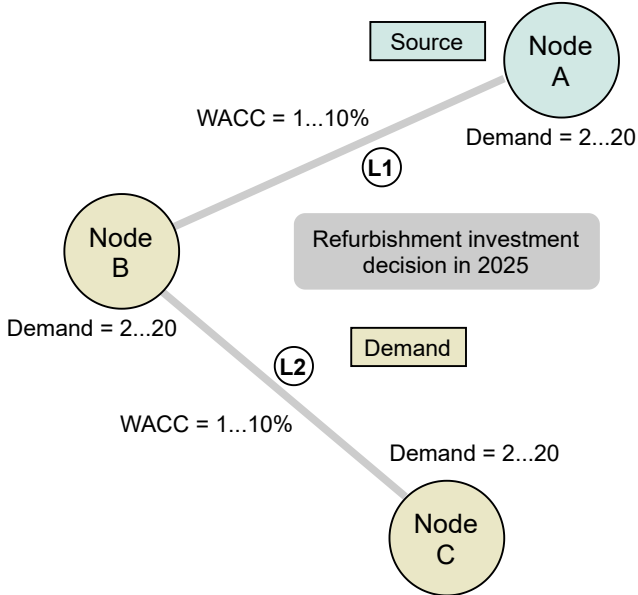 Source
Node
A
WACC = 1...10%
Demand = 2...20
L1
Node
B
Refurbishment investment
decision in 2025
Demand = 2...20
Demand
L2
WACC = 1...10%
Demand = 2...20
Node
C